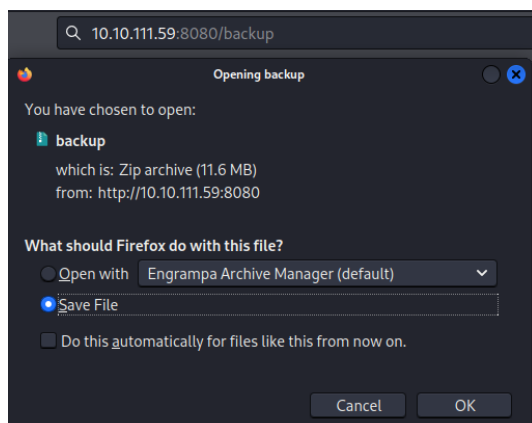 10.10.111.59:8080/backup
Opening backup
You have chosen to open:
backup
which is: Zip archive (11.6 MB)
from: http://10.10.111.59:8080
What should Firefox do with this file?
Open with Engrampa Archive Manager (default)
Save File
Do this automatically for files like this from now on.
Cancel OK